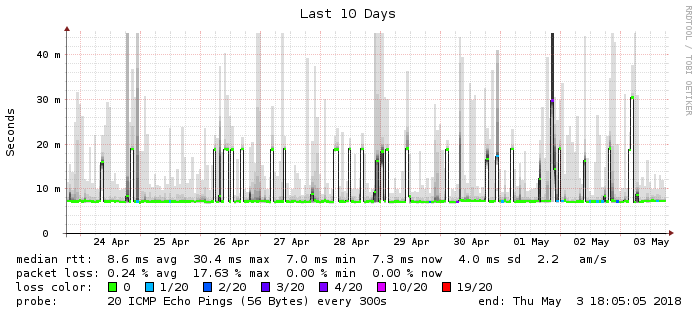 Last 10 Days
RRDTOOL / TOBI OETIKER
Seconds
40 m
30 m
20 m
10 m
0
24 Apr 25 Apr 26 Apr 27 Apr 28 Apr 29 Apr 30 Apr 01 May 02 May 03 May
median rtt: 8.6 ms avg 30.4 ms max 7.0 ms min 7.3 ms now 4.0 ms sd 2.2 am/s
packet loss: 0.24 % avg 17.63 % max 0.00 % min 0.00 % now
loss color: 0 1/20 2/20 3/20 4/20 10/20 19/20
probe: 20 ICMP Echo Pings (56 Bytes) every 300s end: Thu May 3 18:05:05 2018